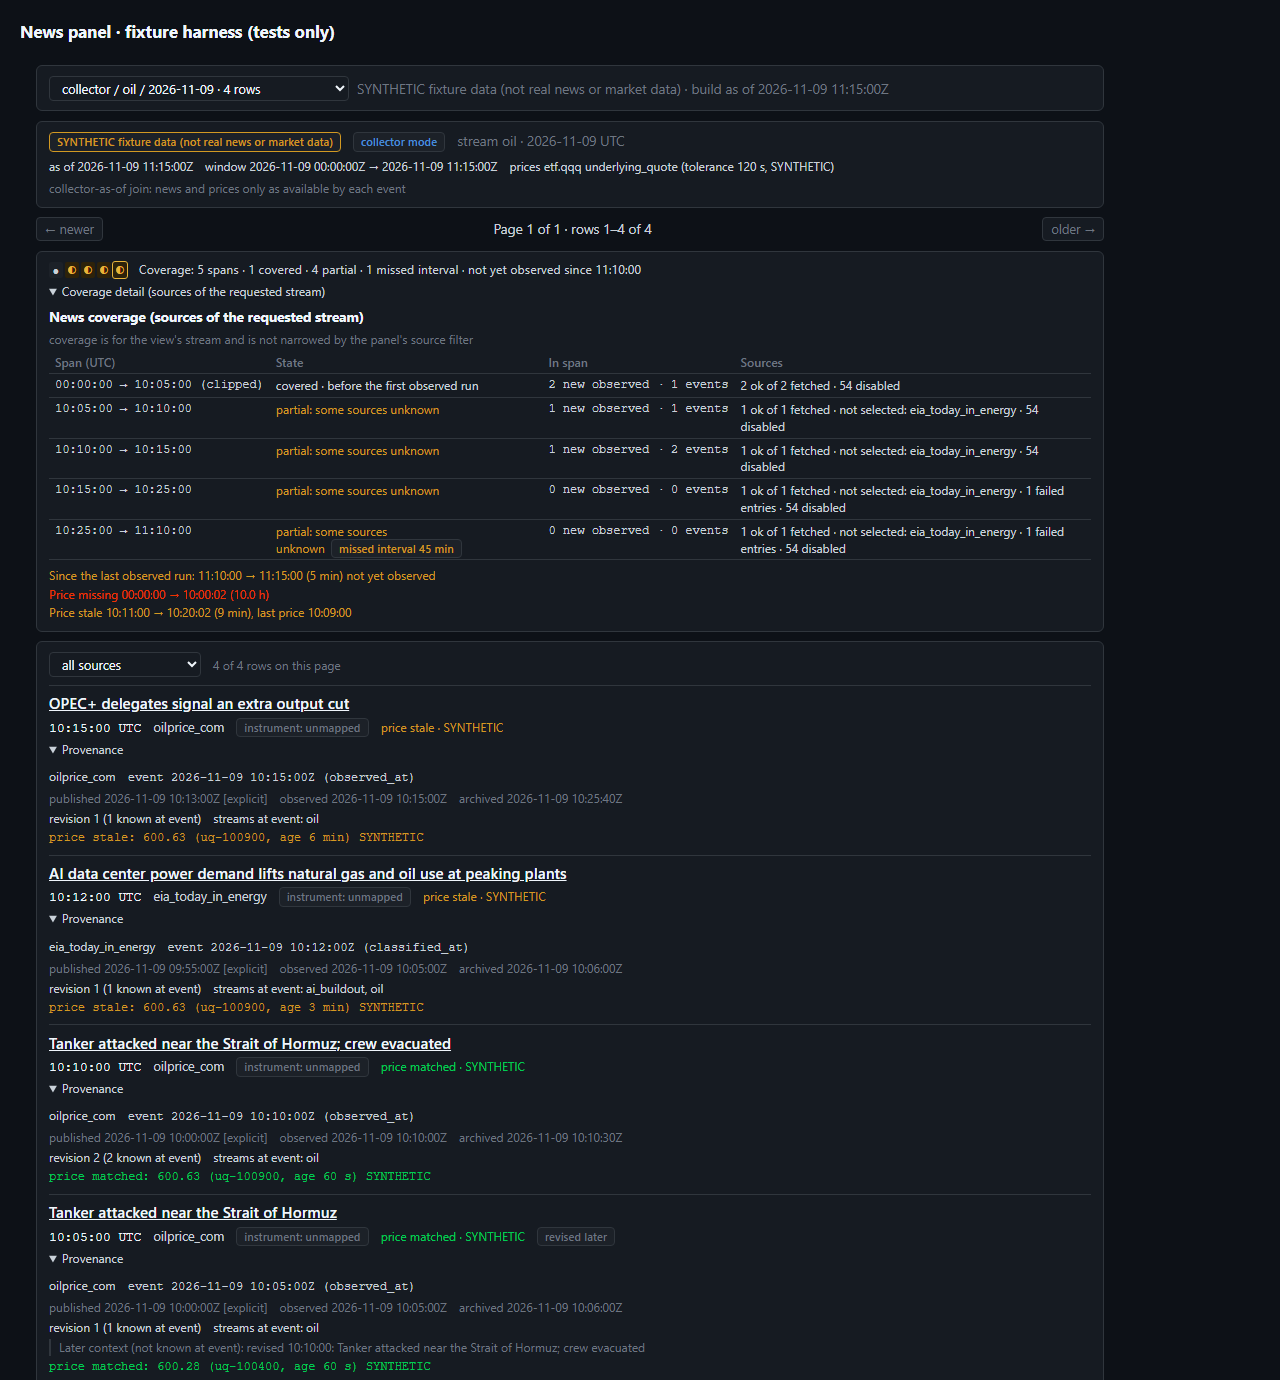 News panel · fixture harness (tests only)
collector / oil / 2026-11-09 · 4 rows
SYNTHETIC fixture data (not real news or market data) · build as of 2026-11-09 11:15:00Z
SYNTHETIC fixture data (not real news or market data) collector mode stream oil · 2026-11-09 UTC
as of 2026-11-09 11:15:00Z window 2026-11-09 00:00:00Z → 2026-11-09 11:15:00Z prices etf.qqq underlying_quote (tolerance 120 s, SYNTHETIC)
collector-as-of join: news and prices only as available by each event
← newer
Page 1 of 1 · rows 1–4 of 4
older →
Coverage: 5 spans · 1 covered · 4 partial · 1 missed interval · not yet observed since 11:10:00
▼ Coverage detail (sources of the requested stream)
News coverage (sources of the requested stream)
coverage is for the view's stream and is not narrowed by the panel's source filter
Span (UTC) State In span Sources
00:00:00 → 10:05:00 (clipped) covered · before the first observed run 2 new observed · 1 events 2 ok of 2 fetched · 54 disabled
10:05:00 → 10:10:00 partial: some sources unknown 1 new observed · 1 events 1 ok of 1 fetched · not selected: eia_today_in_energy · 54
disabled
10:10:00 → 10:15:00 partial: some sources unknown 1 new observed · 2 events 1 ok of 1 fetched · not selected: eia_today_in_energy · 54
disabled
10:15:00 → 10:25:00 partial: some sources unknown 0 new observed · 0 events 1 ok of 1 fetched · not selected: eia_today_in_energy · 1 failed
entries · 54 disabled
10:25:00 → 11:10:00 partial: some sources 0 new observed · 0 events 1 ok of 1 fetched · not selected: eia_today_in_energy · 1 failed
unknown missed interval 45 min entries · 54 disabled
Since the last observed run: 11:10:00 → 11:15:00 (5 min) not yet observed
Price missing 00:00:00 → 10:00:02 (10.0 h)
Price stale 10:11:00 → 10:20:02 (9 min), last price 10:09:00
all sources
4 of 4 rows on this page
OPEC+ delegates signal an extra output cut
10:15:00 UTC oilprice_com instrument: unmapped price stale · SYNTHETIC
▼ Provenance
oilprice_com event 2026-11-09 10:15:00Z (observed_at)
published 2026-11-09 10:13:00Z [explicit] observed 2026-11-09 10:15:00Z archived 2026-11-09 10:25:40Z
revision 1 (1 known at event) streams at event: oil
price stale: 600.63 (uq-100900, age 6 min) SYNTHETIC
AI data center power demand lifts natural gas and oil use at peaking plants
10:12:00 UTC eia_today_in_energy instrument: unmapped price stale · SYNTHETIC
▼ Provenance
eia_today_in_energy event 2026-11-09 10:12:00Z (classified_at)
published 2026-11-09 09:55:00Z [explicit] observed 2026-11-09 10:05:00Z archived 2026-11-09 10:06:00Z
revision 1 (1 known at event) streams at event: ai_buildout, oil
price stale: 600.63 (uq-100900, age 3 min) SYNTHETIC
Tanker attacked near the Strait of Hormuz; crew evacuated
10:10:00 UTC oilprice_com instrument: unmapped price matched · SYNTHETIC
▼ Provenance
oilprice_com event 2026-11-09 10:10:00Z (observed_at)
published 2026-11-09 10:00:00Z [explicit] observed 2026-11-09 10:10:00Z archived 2026-11-09 10:10:30Z
revision 2 (2 known at event) streams at event: oil
price matched: 600.63 (uq-100900, age 60 s) SYNTHETIC
Tanker attacked near the Strait of Hormuz
10:05:00 UTC oilprice_com instrument: unmapped price matched · SYNTHETIC revised later
▼ Provenance
oilprice_com event 2026-11-09 10:05:00Z (observed_at)
published 2026-11-09 10:00:00Z [explicit] observed 2026-11-09 10:05:00Z archived 2026-11-09 10:06:00Z
revision 1 (1 known at event) streams at event: oil
Later context (not known at event): revised 10:10:00: Tanker attacked near the Strait of Hormuz; crew evacuated
price matched: 600.28 (uq-100400, age 60 s) SYNTHETIC